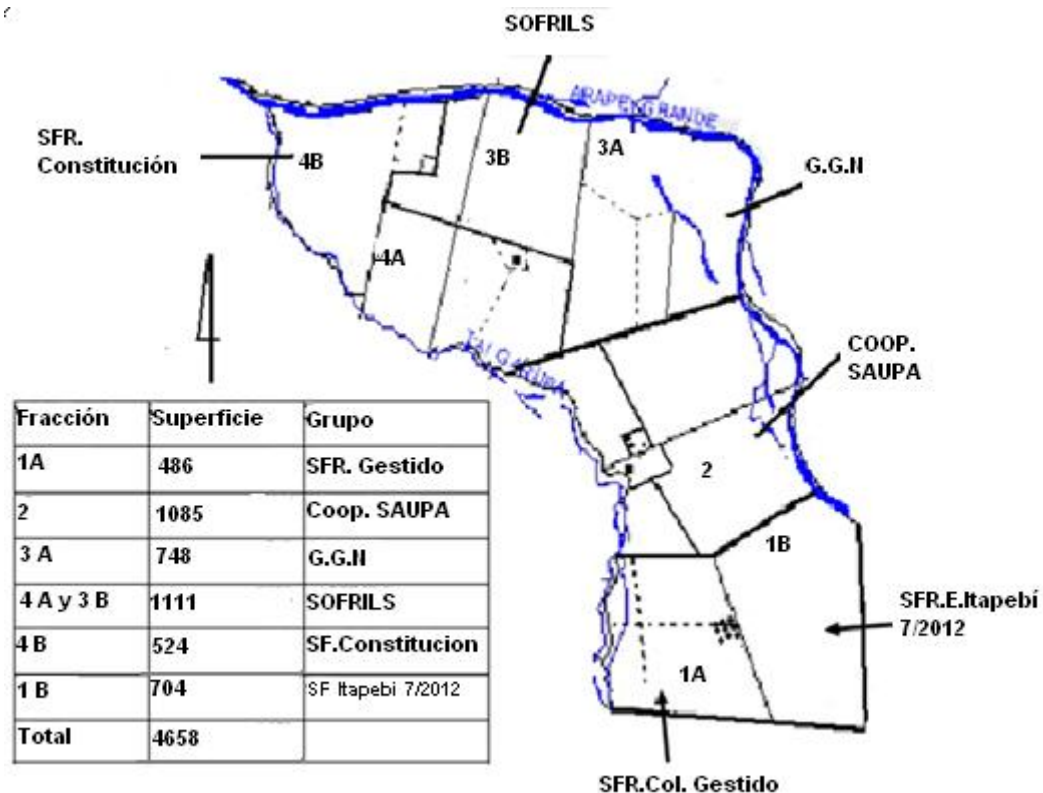 SOFRILS
ARAPEY GRANDE
SFR.
Constitución
4B
3B
3A
G.G.N
4A
COOP.
SAUPA
2
1B
SFR.E.Itapebí
7/2012
1A
SFR.Col. Gestido
Fracción Superficie Grupo
1A 486 SFR. Gestido
2 1085 Coop. SAUPA
3 A 748 G.G.N
4 A y 3 B 1111 SOFRILS
4 B 524 SF.Constitucion
1 B 704 SF Itapebi 7/2012
Total 4658